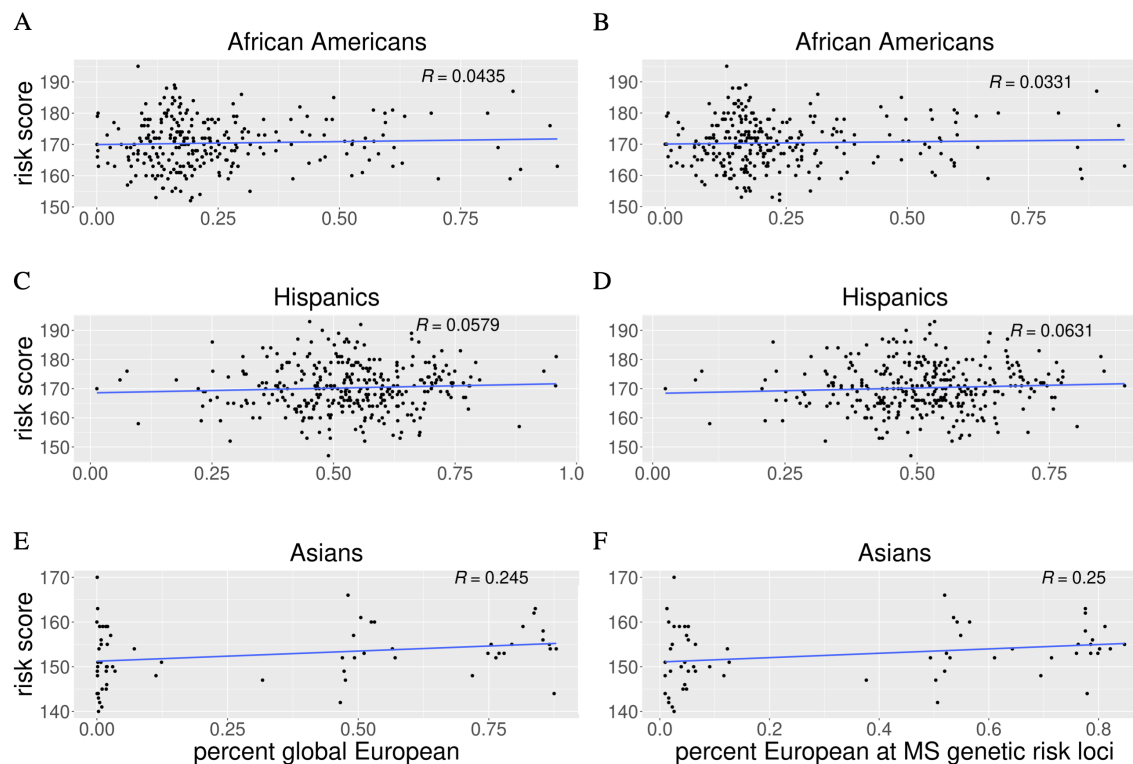 A
African Americans
R = 0.0435
risk score
190
180
170
160
150
0.00 0.25 0.50 0.75
B
African Americans
R = 0.0331
190
180
170
160
150
0.00 0.25 0.50 0.75
C
Hispanics
R = 0.0579
risk score
190
180
170
160
150
0.00 0.25 0.50 0.75 1.0
D
Hispanics
R = 0.0631
190
180
170
160
150
0.00 0.25 0.50 0.75
E
Asians
R = 0.245
risk score
170
160
150
140
0.00 0.25 0.50 0.75
percent global European
F
Asians
R = 0.25
170
160
150
140
0.0 0.2 0.4 0.6 0.8
percent European at MS genetic risk loci